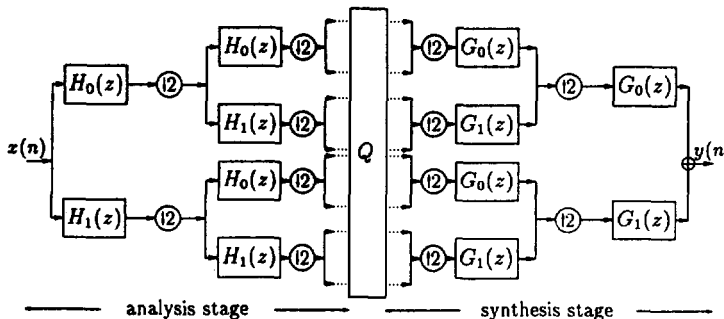 H₀(z) ↓2 H₀(z) ↓2 ↑2 G₀(z) ↑2 G₀(z)
H₁(z) ↓2 ↑2 G₁(z)
x(n) Q y(n
H₀(z) ↓2 ↑2 G₀(z)
H₁(z) ↓2 H₁(z) ↓2 ↑2 G₁(z) ↑2 G₁(z)
analysis stage synthesis stage